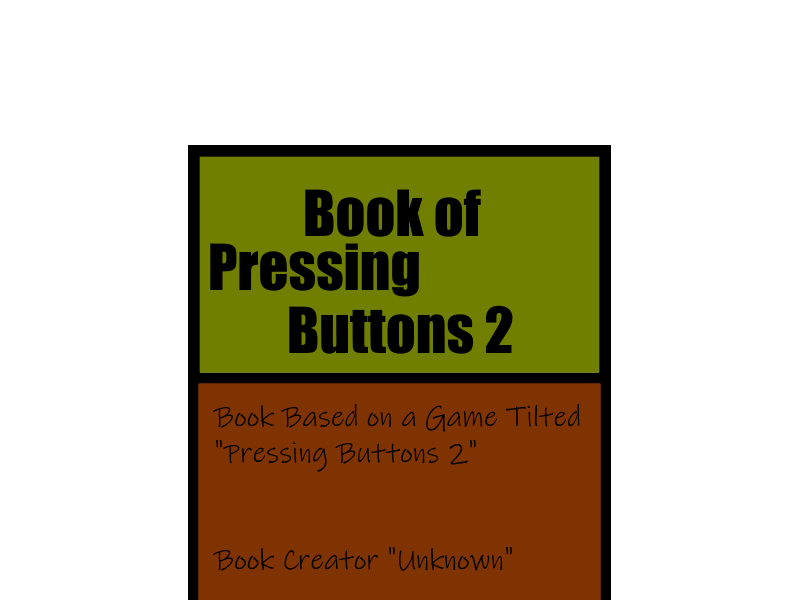 Book of
Pressing
Buttons 2
Book Based on a Game Tilted
"Pressing Buttons 2"
Book Creator "Unknown"